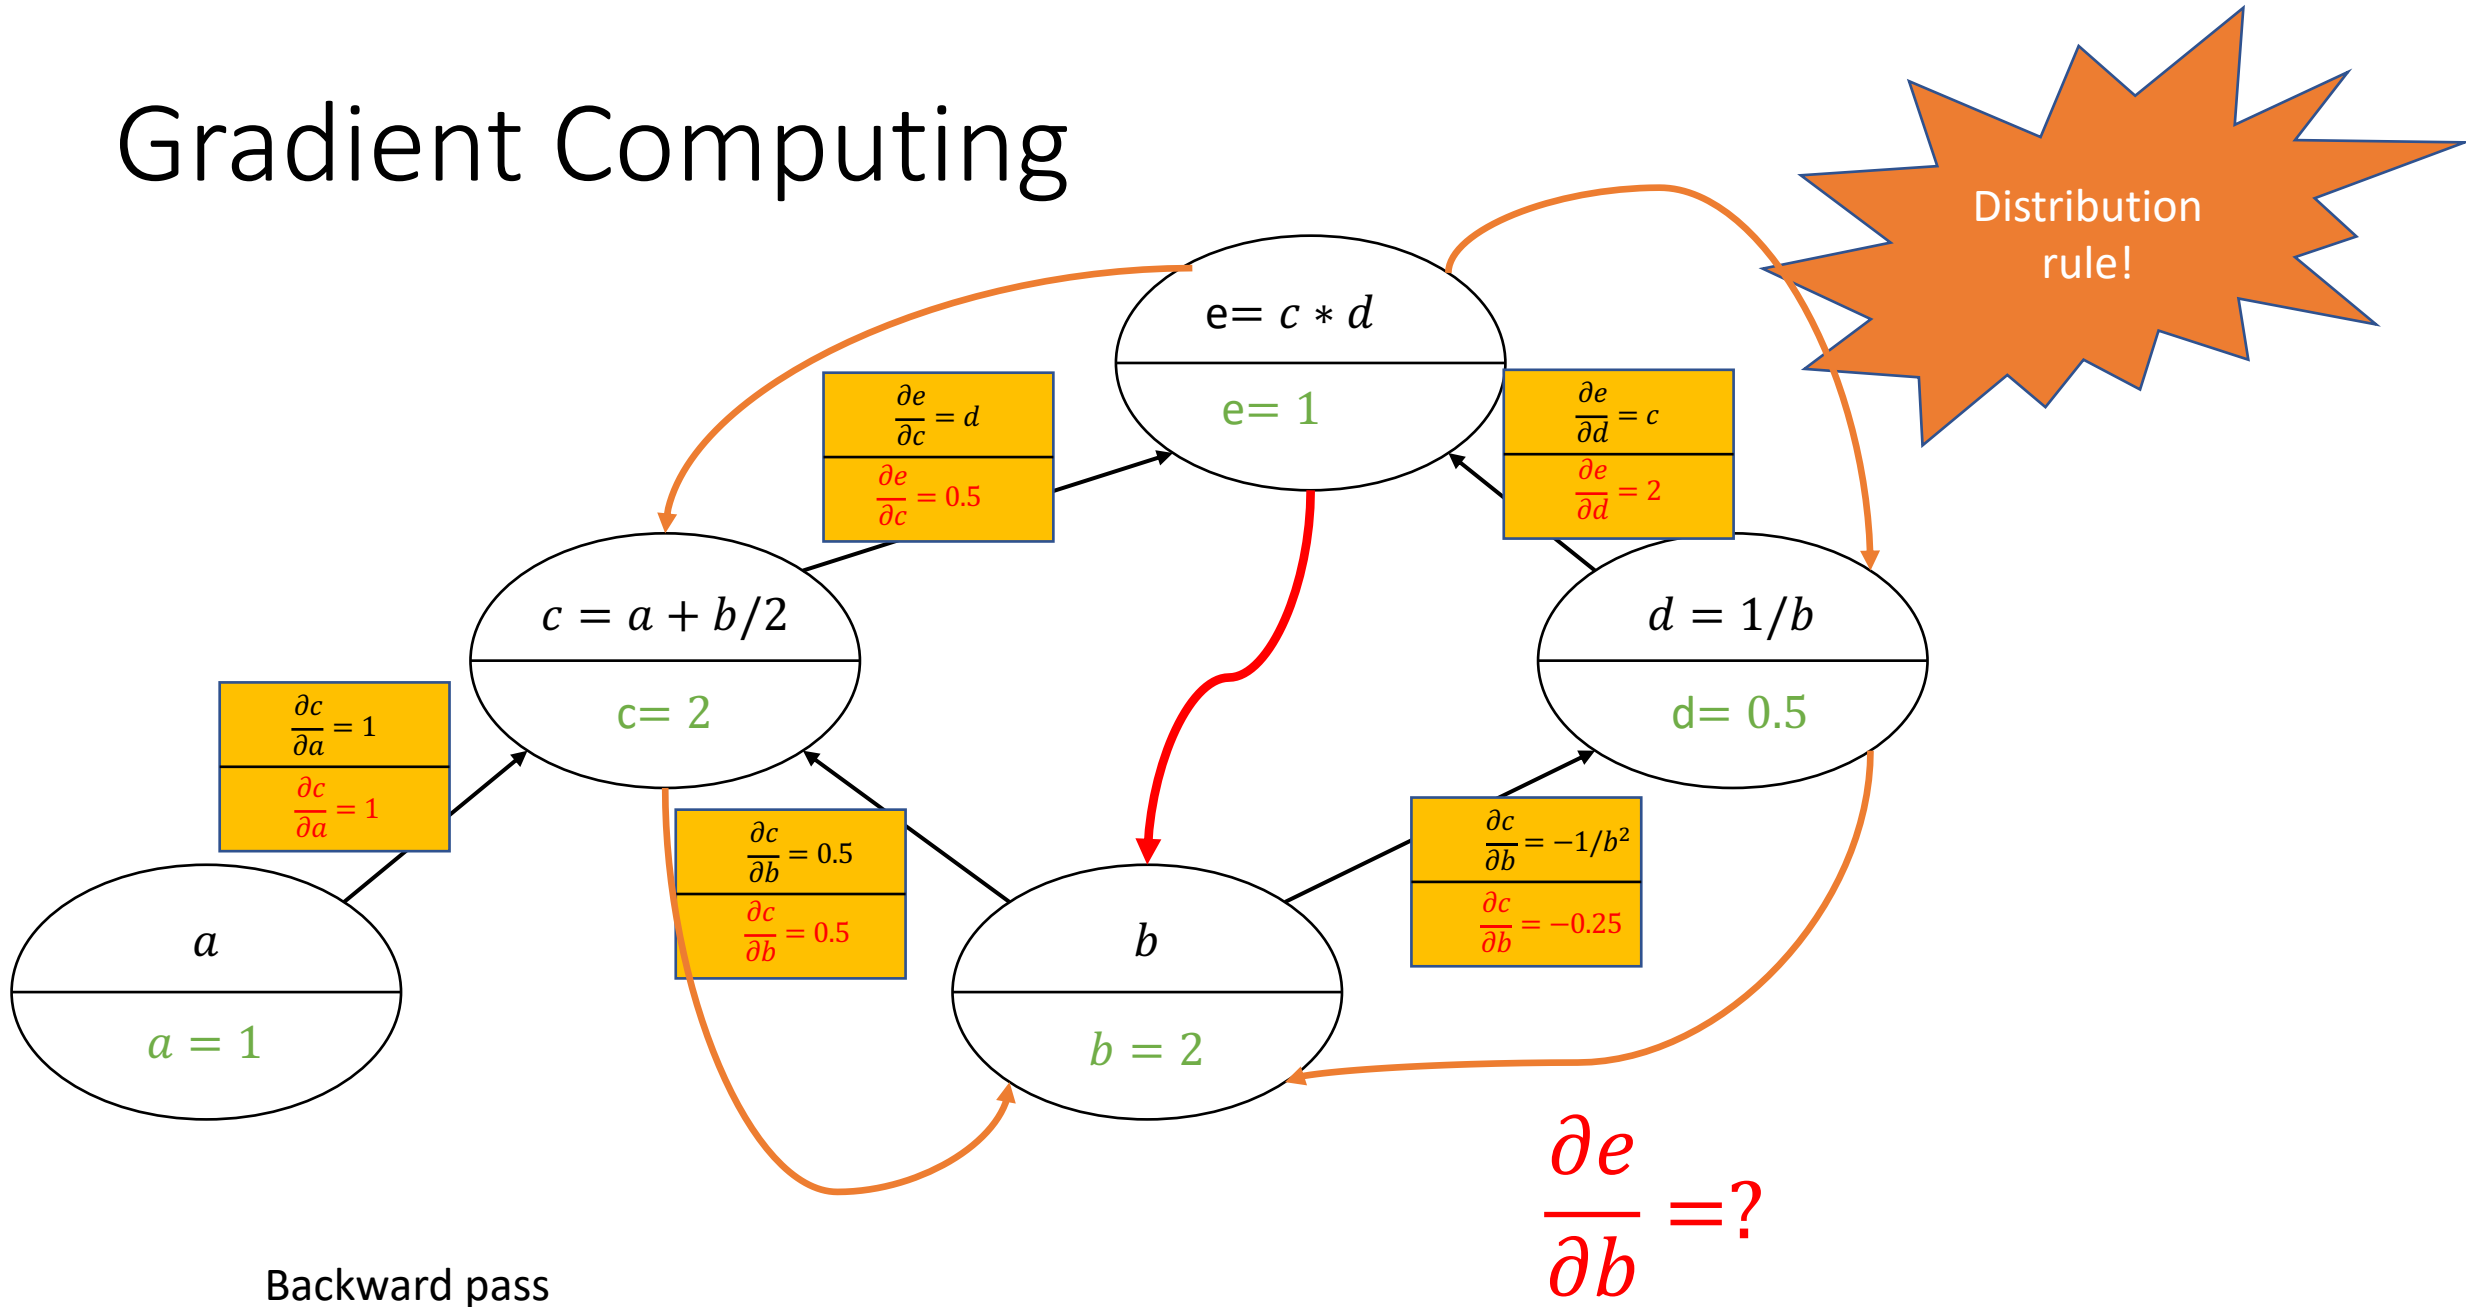 Gradient Computing
Distribution
rule!
e= c ∗ d
e= 1
∂e/∂c = d
∂e/∂c = 0.5
∂e/∂d = c
∂e/∂d = 2
c = a + b/2
c= 2
d = 1/b
d= 0.5
∂c/∂a = 1
∂c/∂a = 1
∂c/∂b = 0.5
∂c/∂b = 0.5
∂c/∂b = −1/b²
∂c/∂b = −0.25
a
a = 1
b
b = 2
∂e/∂b =?
Backward pass